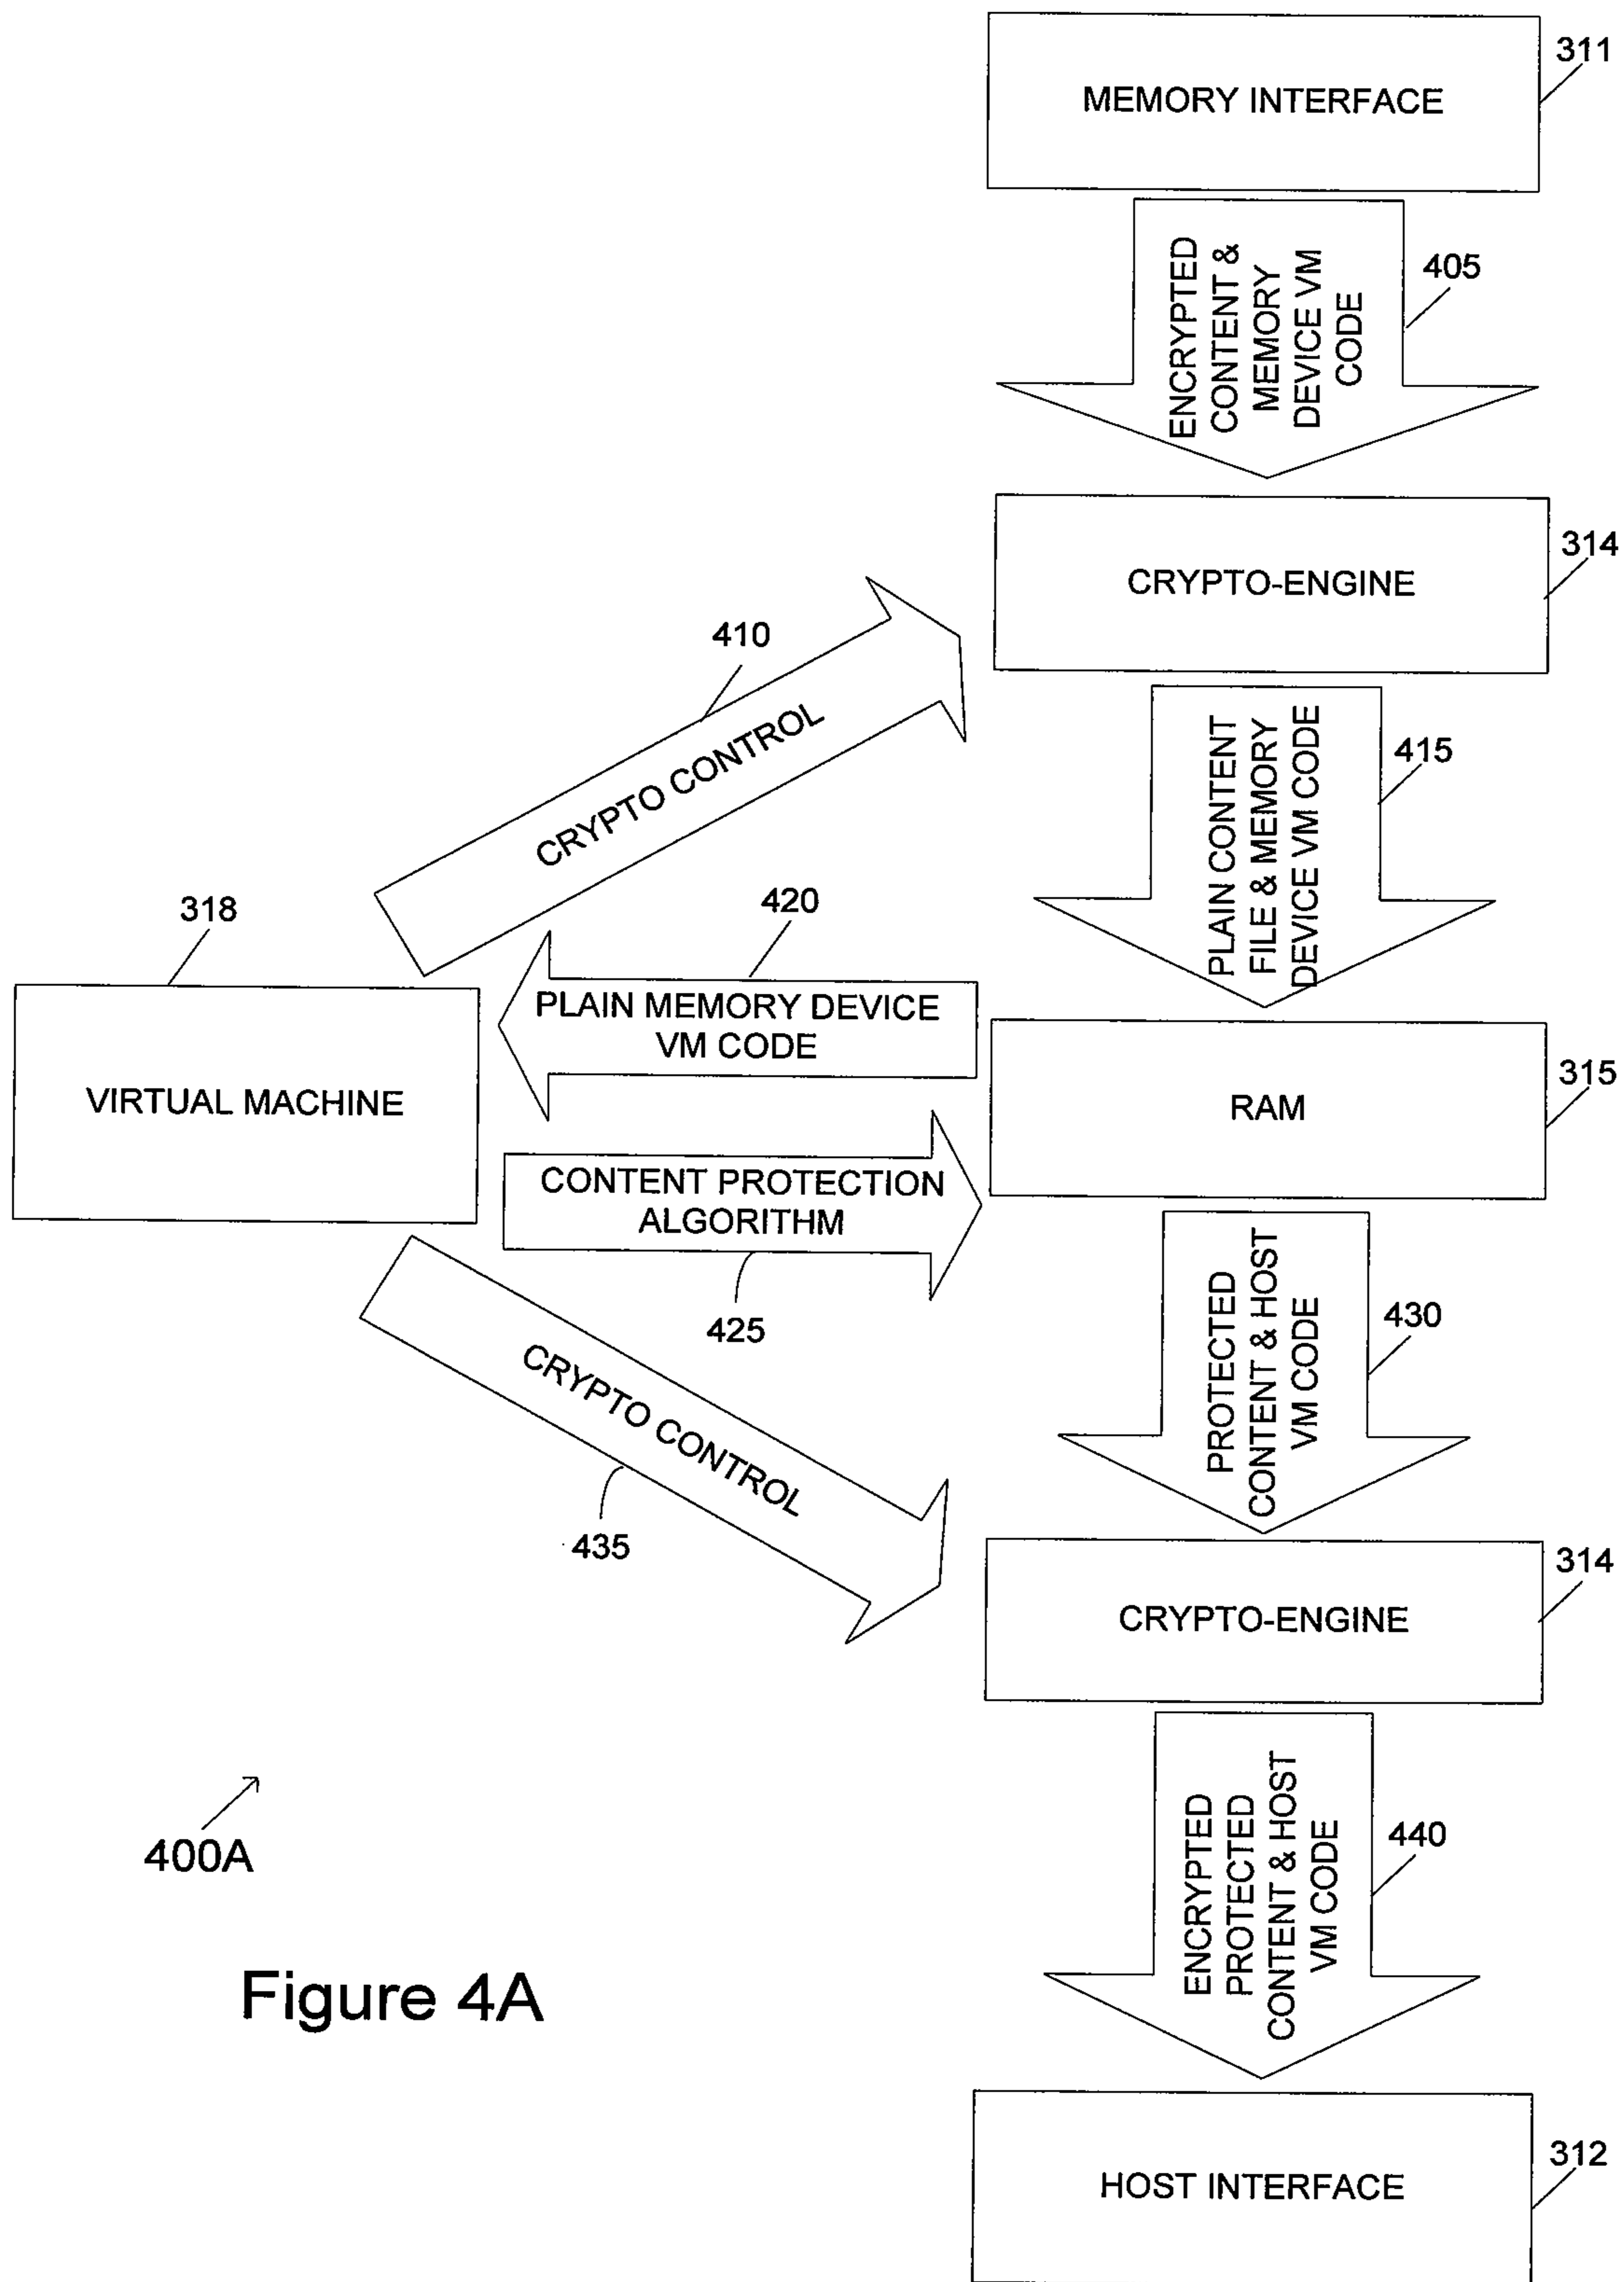 MEMORY INTERFACE
311
ENCRYPTED
CONTENT &
MEMORY
DEVICE VM
CODE
405
CRYPTO-ENGINE
314
410
CRYPTO CONTROL
PLAIN CONTENT
FILE & MEMORY
DEVICE VM CODE
415
318
420
PLAIN MEMORY DEVICE
VM CODE
VIRTUAL MACHINE
RAM
315
CONTENT PROTECTION
ALGORITHM
425
PROTECTED
CONTENT & HOST
VM CODE
430
CRYPTO CONTROL
435
CRYPTO-ENGINE
314
ENCRYPTED
PROTECTED
CONTENT & HOST
VM CODE
440
400A
Figure 4A
HOST INTERFACE
312